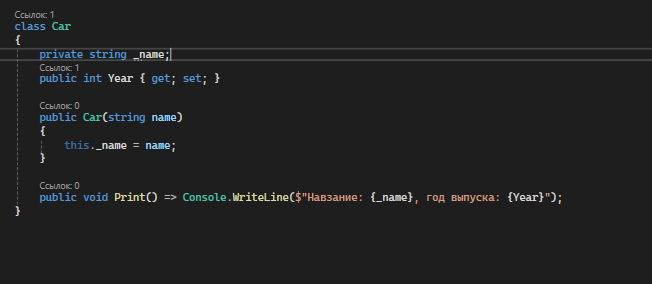 Ссылок: 1
class Car
{
private string _name;
Ссылок: 1
public int Year { get; set; }
Ссылок: 0
public Car(string name)
{
this._name = name;
}
Ссылок: 0
public void Print() => Console.WriteLine($"Навзание: {_name}, год выпуска: {Year}");
}